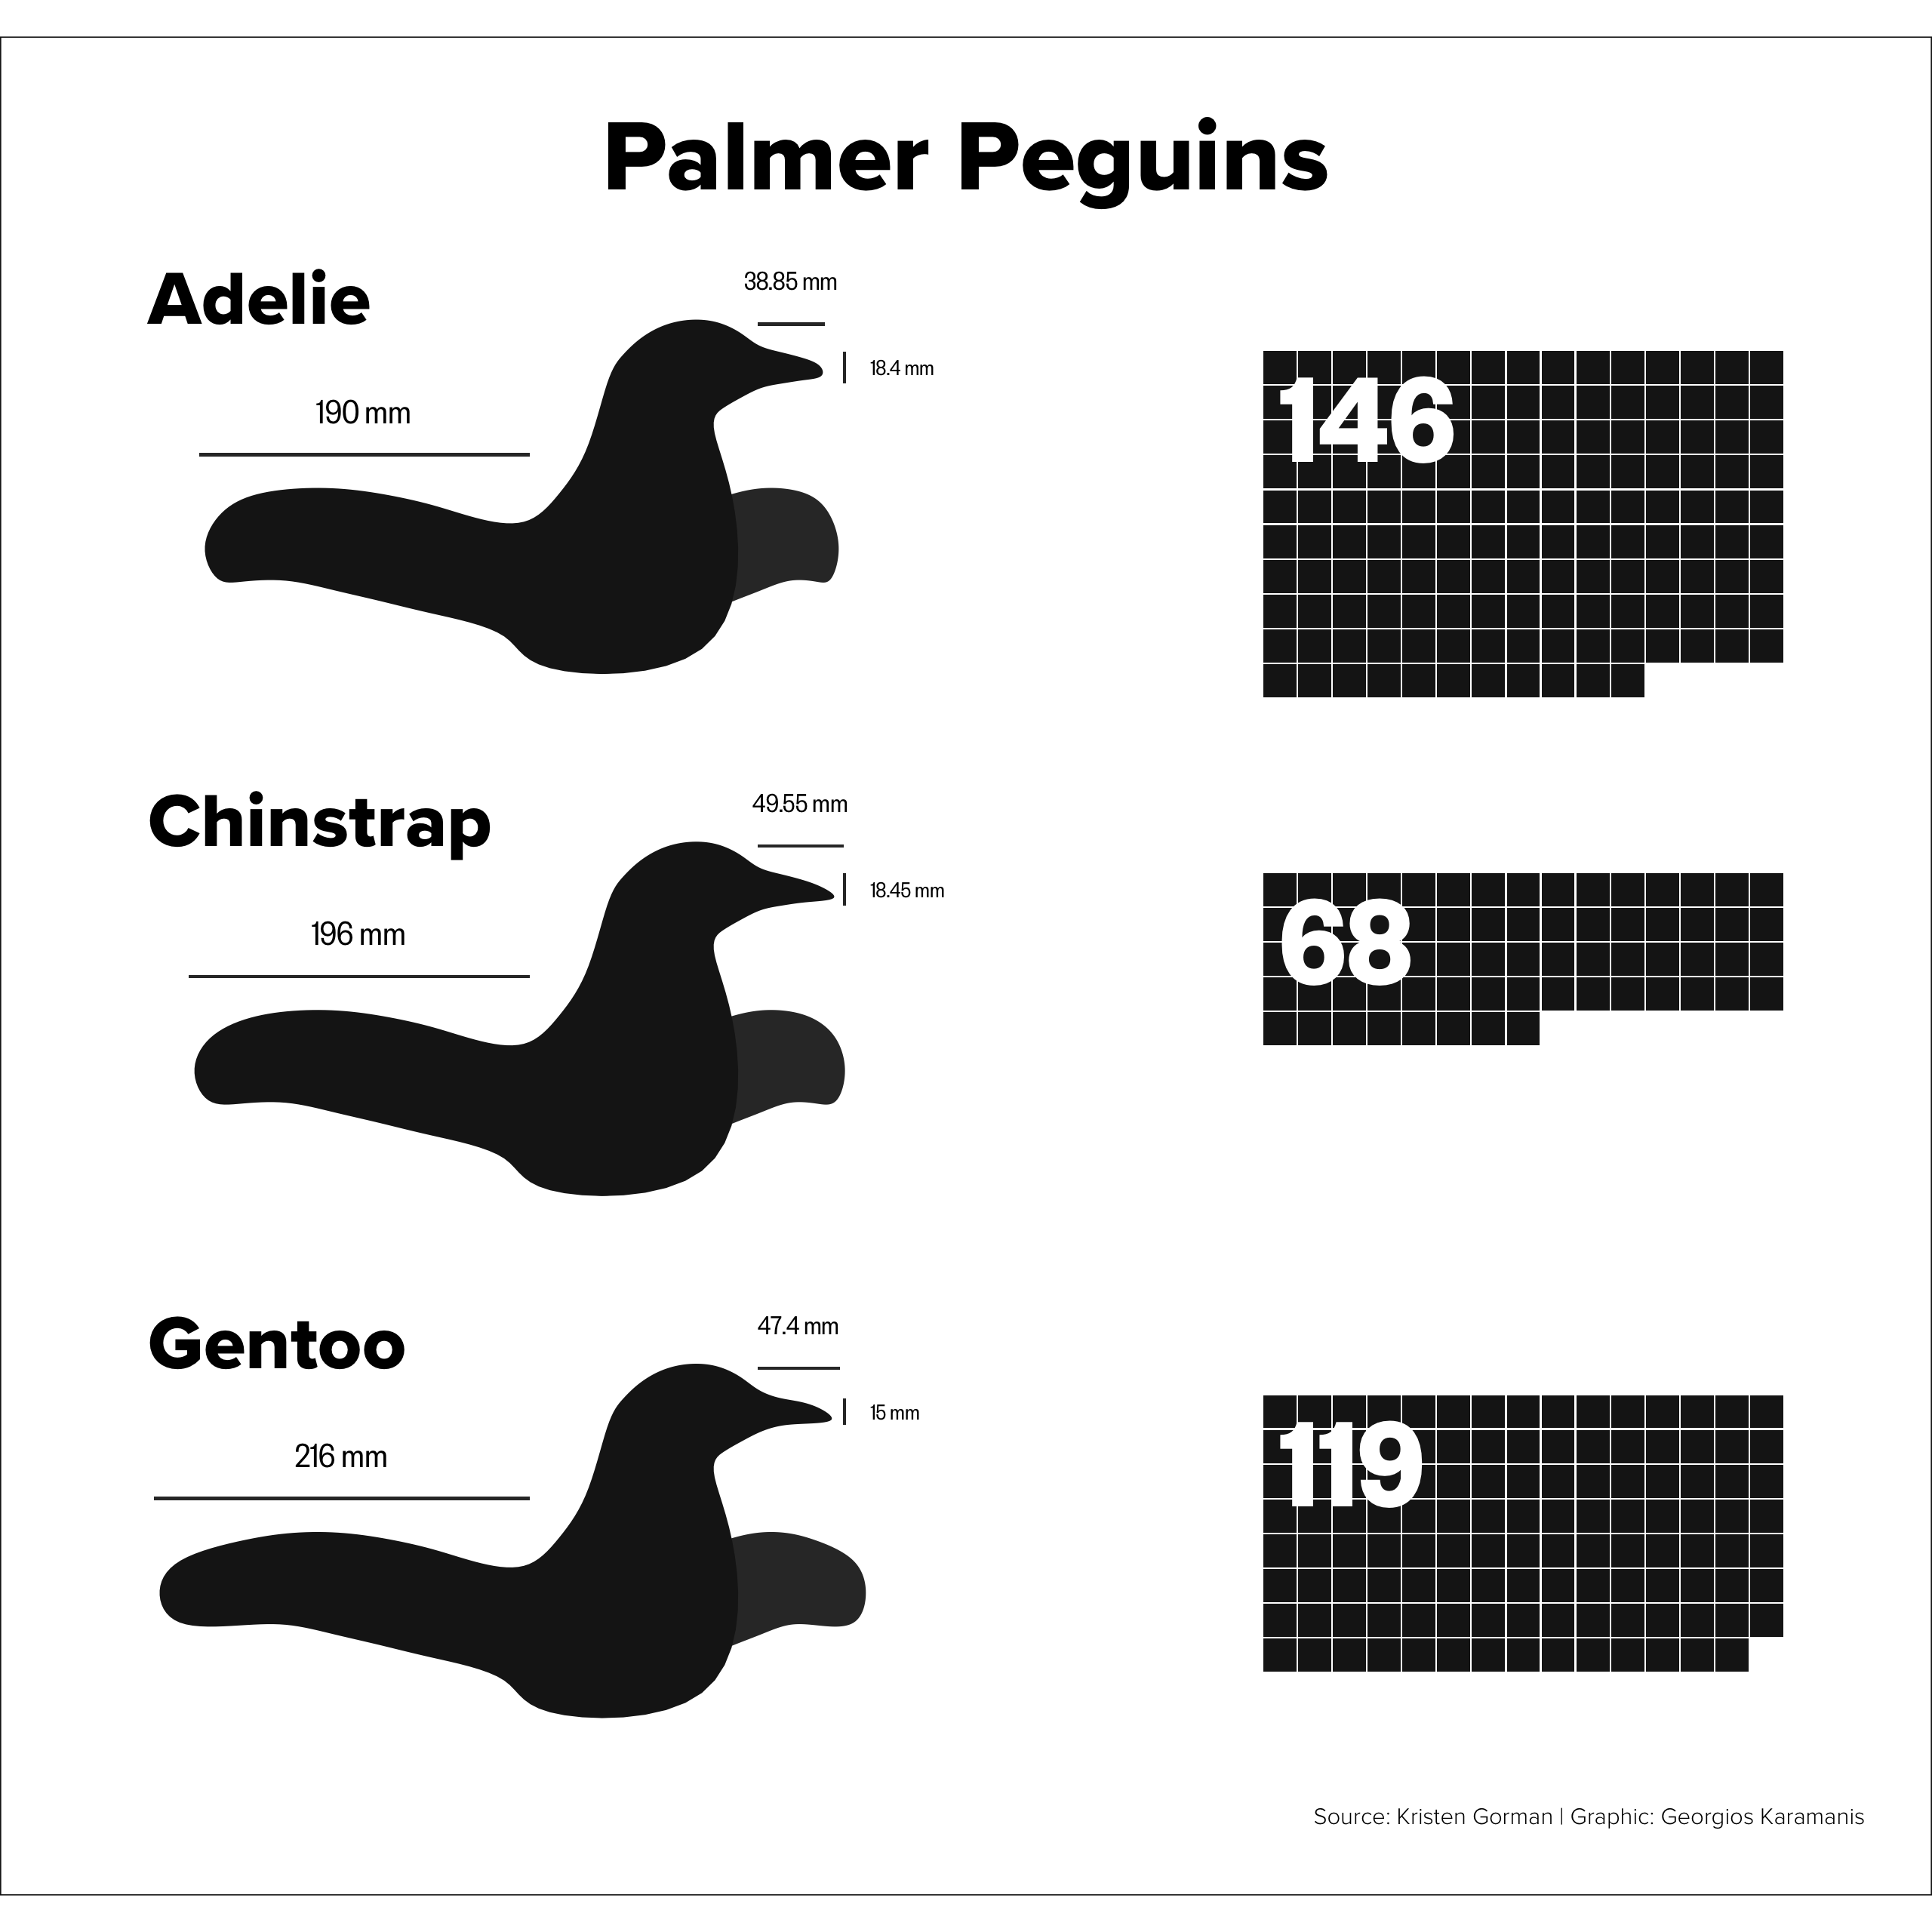 Palmer Peguins
Adelie
38.85 mm
18.4 mm
190 mm
146
Chinstrap
49.55 mm
18.45 mm
196 mm
68
Gentoo
47.4 mm
15 mm
216 mm
119
Source: Kristen Gorman | Graphic: Georgios Karamanis